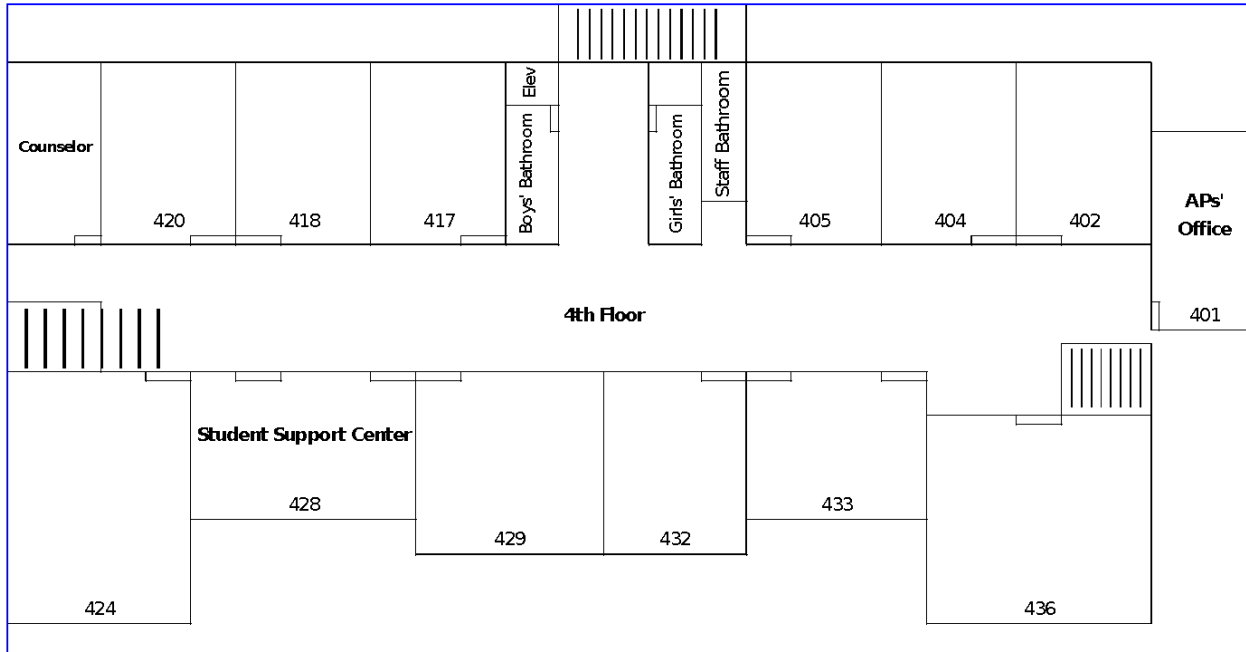 Elev
Counselor
Boys' Bathroom
Girls' Bathroom
Staff Bathroom
420
418
417
405
404
402
APs'
Office
401
4th Floor
Student Support Center
428
429
432
433
424
436